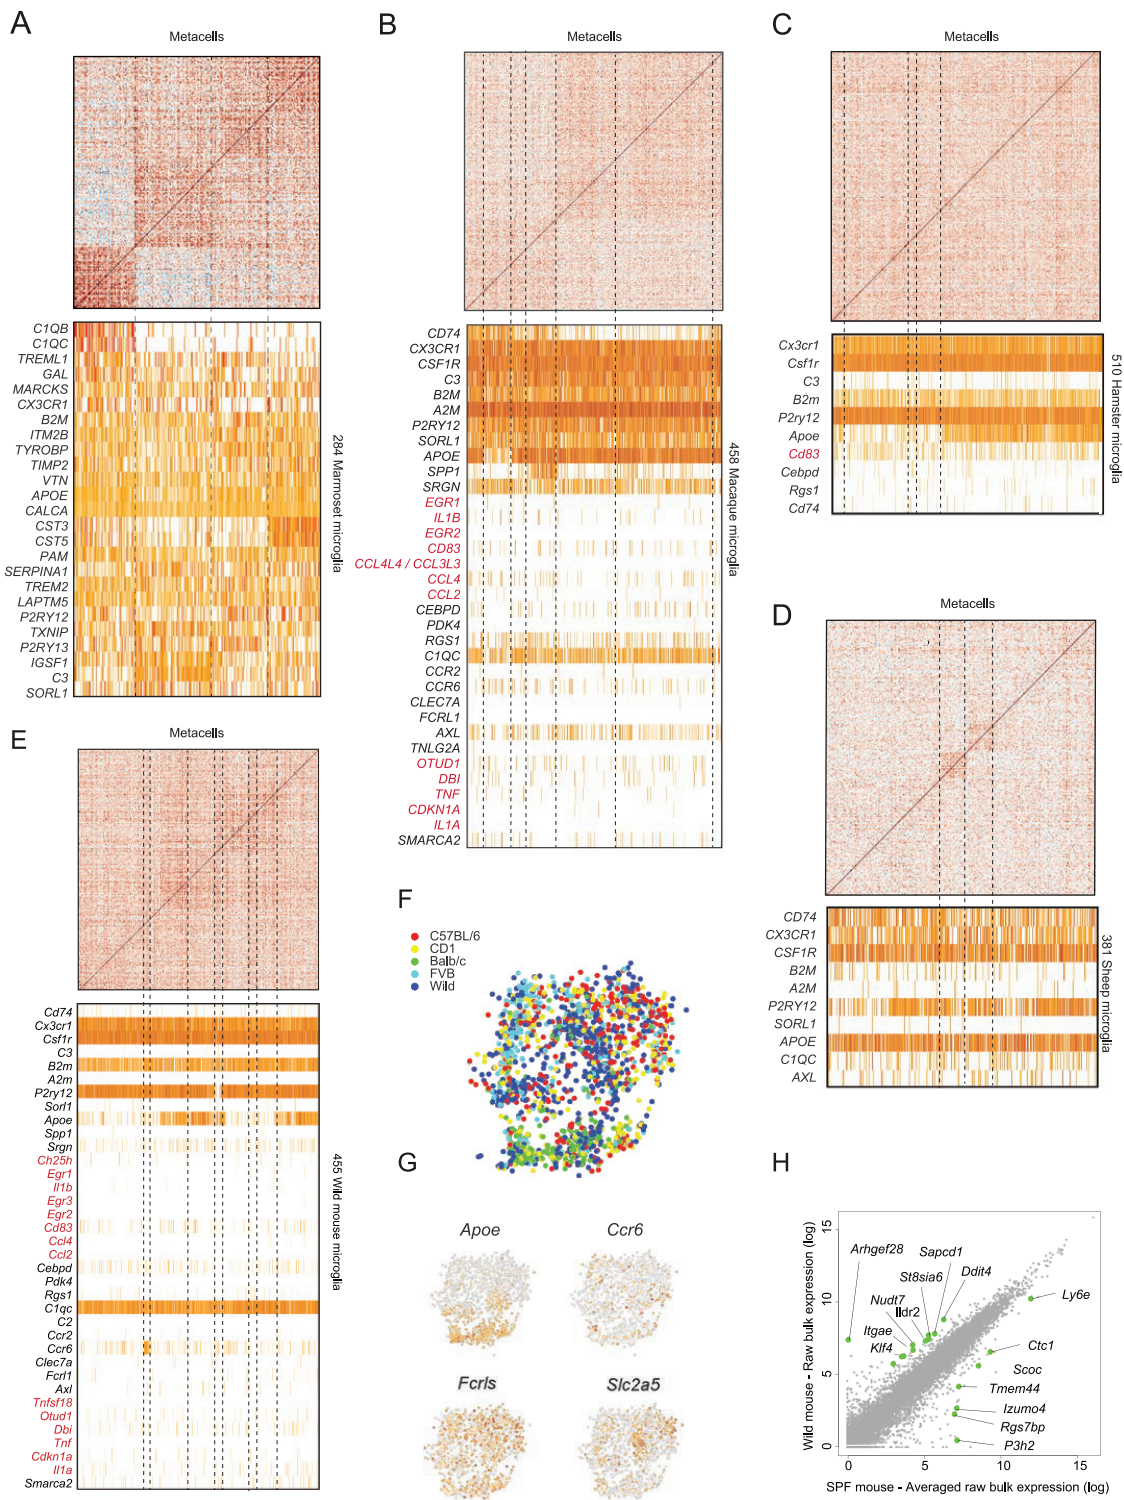 A
Metacells
C1QB
C1QC
TREML1
GAL
MARCKS
CX3CR1
B2M
ITM2B
TYROBP
TIMP2
VTN
APOE
CALCA
CST3
CST5
PAM
SERPINA1
TREM2
LAPTM5
P2RY12
TXNIP
P2RY13
IGSF1
C3
SORL1
284 Marmoset microglia
B
Metacells
CD74
CX3CR1
CSF1R
C3
B2M
A2M
P2RY12
SORL1
APOE
SPP1
SRGN
EGR1
IL1B
EGR2
CD83
CCL4L4 / CCL3L3
CCL4
CCL2
CEBPD
PDK4
RGS1
C1QC
CCR2
CCR6
CLEC7A
FCRL1
AXL
TNLG2A
OTUD1
DBI
TNF
CDKN1A
IL1A
SMARCA2
458 Macaque microglia
C
Metacells
Cx3cr1
Csf1r
C3
B2m
P2ry12
Apoe
Cd83
Cebpd
Rgs1
Cd74
510 Hamster microglia
D
Metacells
CD74
CX3CR1
CSF1R
B2M
A2M
P2RY12
SORL1
APOE
C1QC
AXL
381 Sheep microglia
E
Metacells
Cd74
Cx3cr1
Csf1r
C3
B2m
A2m
P2ry12
Sorl1
Apoe
Spp1
Srgn
Ch25h
Egr1
Il1b
Egr3
Egr2
Cd83
Ccl4
Ccl2
Cebpd
Pdk4
Rgs1
C1qc
C2
Ccr2
Ccr6
Clec7a
Fcrl1
Axl
Tnfsf18
Otud1
Dbi
Tnf
Cdkn1a
Il1a
Smarca2
455 Wild mouse microglia
F
C57BL/6
CD1
Balb/c
FVB
Wild
G
Apoe
Ccr6
Fcrls
Slc2a5
H
Wild mouse - Raw bulk expression (log)
15
10
5
0
Arhgef28
Sapcd1
St8sia6
Ddit4
Nudt7
Ildr2
Itgae
Klf4
Ly6e
Ctc1
Scoc
Tmem44
Izumo4
Rgs7bp
P3h2
0
5
10
15
SPF mouse - Averaged raw bulk expression (log)